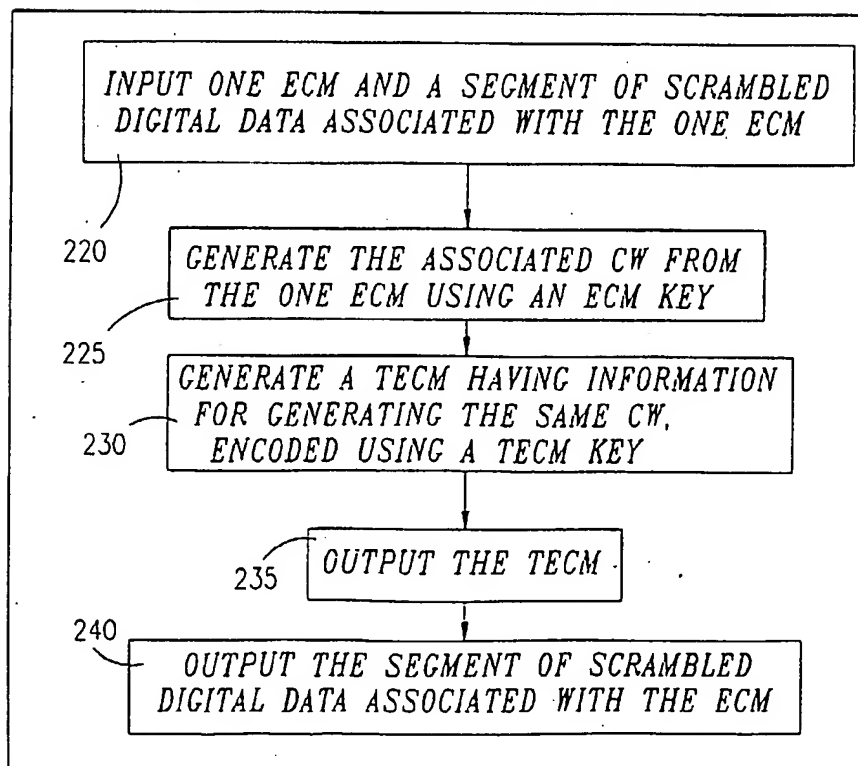 INPUT ONE ECM AND A SEGMENT OF SCRAMBLED
DIGITAL DATA ASSOCIATED WITH THE ONE ECM
220
GENERATE THE ASSOCIATED CW FROM
THE ONE ECM USING AN ECM KEY
225
GENERATE A TECM HAVING INFORMATION
FOR GENERATING THE SAME CW,
ENCODED USING A TECM KEY
230
OUTPUT THE TECM
235
240
OUTPUT THE SEGMENT OF SCRAMBLED
DIGITAL DATA ASSOCIATED WITH THE ECM